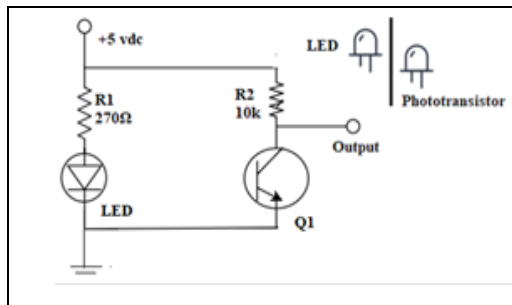 +5 vdc
LED
Phototransistor
R1
270Ω
R2
10k
Output
LED
Q1